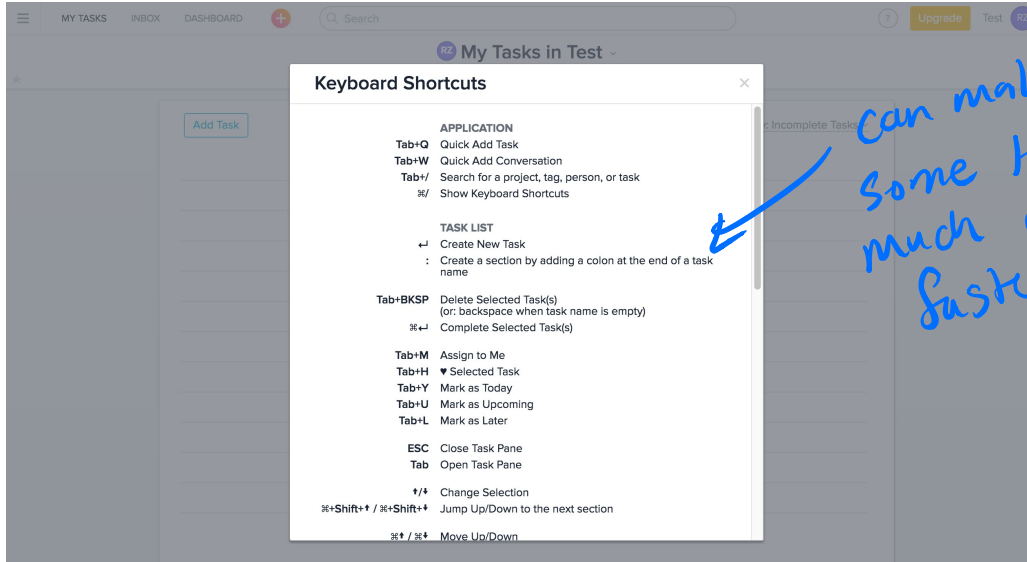 MY TASKS INBOX DASHBOARD + Search ? Upgrade Test RZ
RZ My Tasks in Test
Add Task
: Incomplete Tasks
Keyboard Shortcuts ×
APPLICATION
Tab+Q Quick Add Task
Tab+W Quick Add Conversation
Tab+/ Search for a project, tag, person, or task
⌘/ Show Keyboard Shortcuts
TASK LIST
↵ Create New Task
: Create a section by adding a colon at the end of a task
name
Tab+BKSP Delete Selected Task(s)
(or: backspace when task name is empty)
⌘↵ Complete Selected Task(s)
Tab+M Assign to Me
Tab+H ♥ Selected Task
Tab+Y Mark as Today
Tab+U Mark as Upcoming
Tab+L Mark as Later
ESC Close Task Pane
Tab Open Task Pane
↑/↓ Change Selection
⌘+Shift+↑ / ⌘+Shift+↓ Jump Up/Down to the next section
⌘↑ / ⌘↓ Move Up/Down
can
some
much